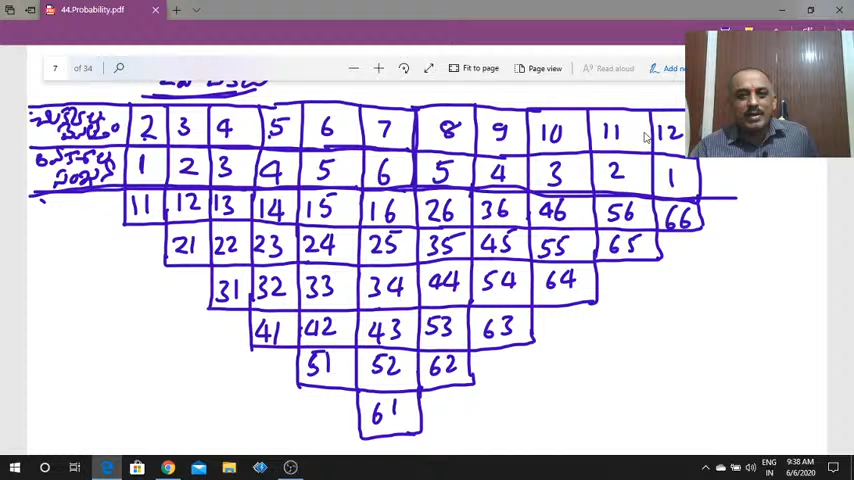 44.Probability.pdf
7 of 34
Fit to page
Page view
Read aloud
Add no
2 3 4 5 6 7 8 9 10 11 12
1 2 3 4 5 6 5 4 3 2 1
11 12 13 14 15 16 26 36 46 56 66
21 22 23 24 25 35 45 55 65
31 32 33 34 44 54 64
41 42 43 53 63
51 52 62
61
ENG
IN
9:38 AM
6/6/2020